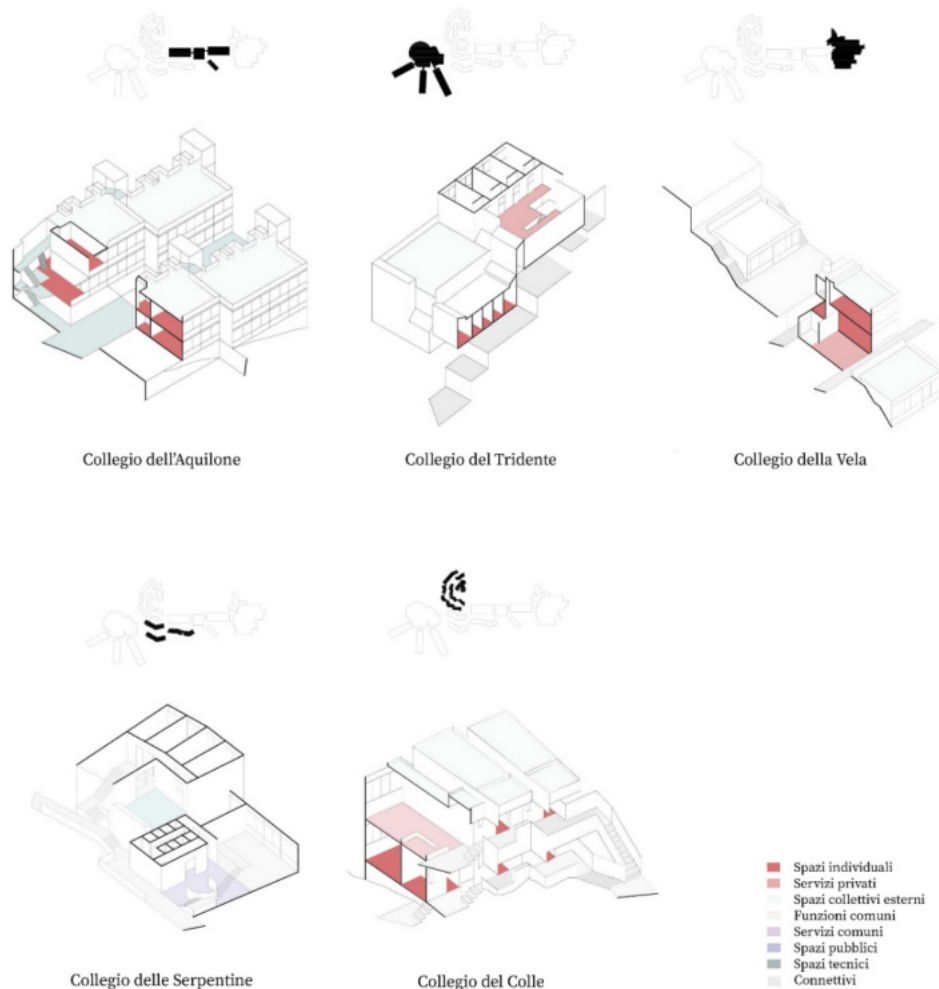 Collegio dell'Aquilone
Collegio del Tridente
Collegio della Vela
Collegio delle Serpentine
Collegio del Colle
Spazi individuali
Servizi privati
Spazi collettivi esterni
Funzioni comuni
Servizi comuni
Spazi pubblici
Spazi tecnici
Connettivi